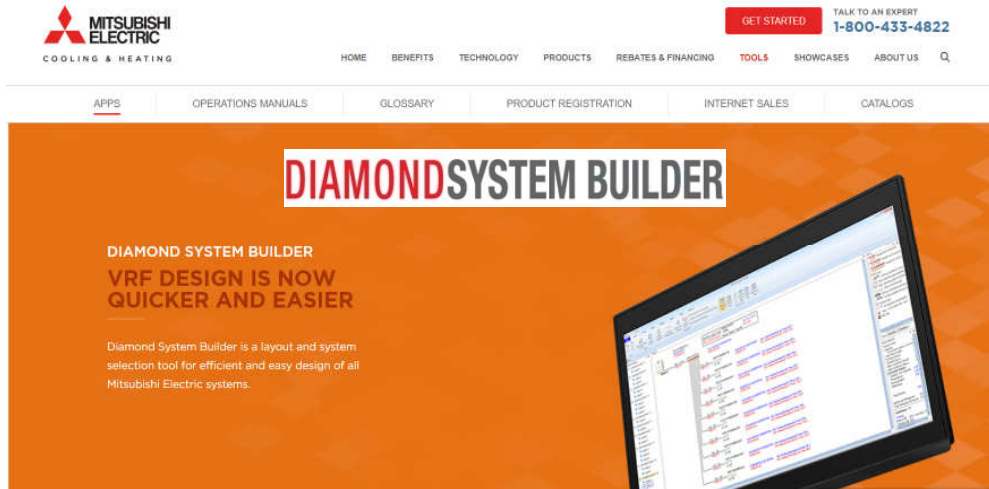 MITSUBISHI
ELECTRIC
COOLING & HEATING
GET STARTED
TALK TO AN EXPERT
1-800-433-4822
HOME BENEFITS TECHNOLOGY PRODUCTS REBATES & FINANCING TOOLS SHOWCASES ABOUT US
APPS OPERATIONS MANUALS GLOSSARY PRODUCT REGISTRATION INTERNET SALES CATALOGS
DIAMONDSYSTEM BUILDER
DIAMOND SYSTEM BUILDER
VRF DESIGN IS NOW
QUICKER AND EASIER
Diamond System Builder is a layout and system
selection tool for efficient and easy design of all
Mitsubishi Electric systems.